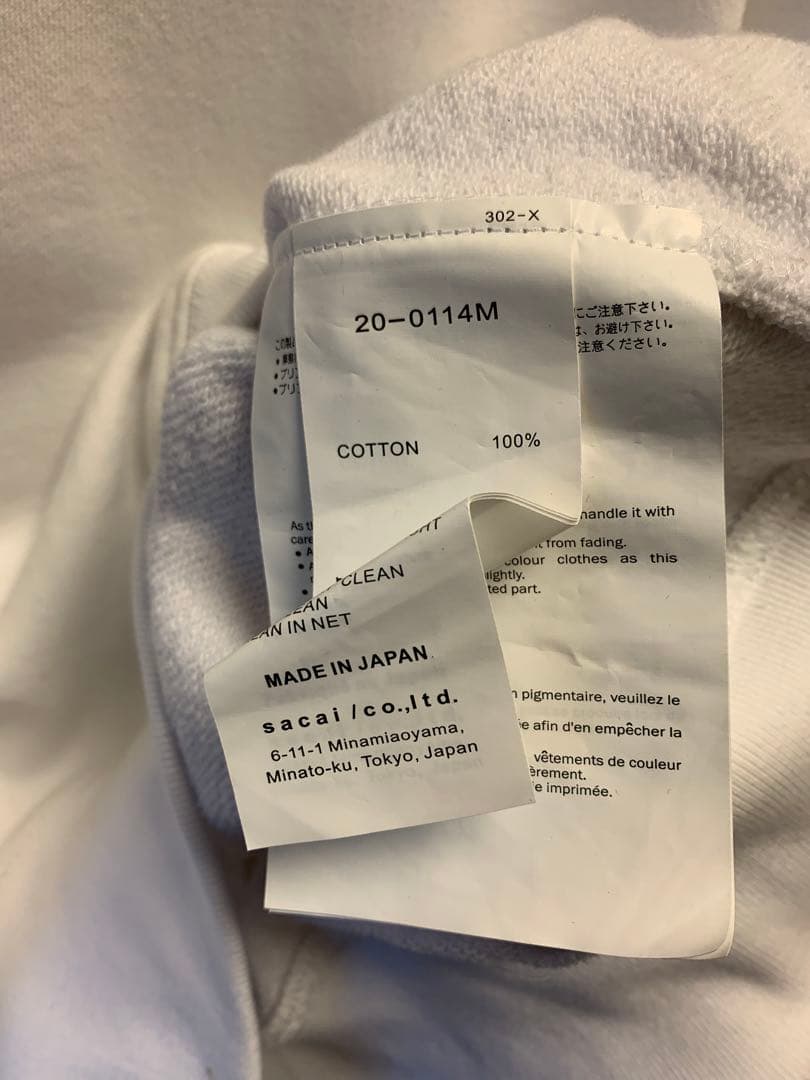 302-X
20-0114M
COTTON 100%
CLEAN
IN NET
MADE IN JAPAN
sacai /co.,ltd.
6-11-1 Minamiaoyama,
Minato-ku, Tokyo, Japan
にご注意下さい。
お避け下さい。
注意ください。
handle it with
from fading.
colour clothes as this
ted part.
pigmentaire, veuillez le
afin d'en empêcher la
vêtements de couleur
imprimée.